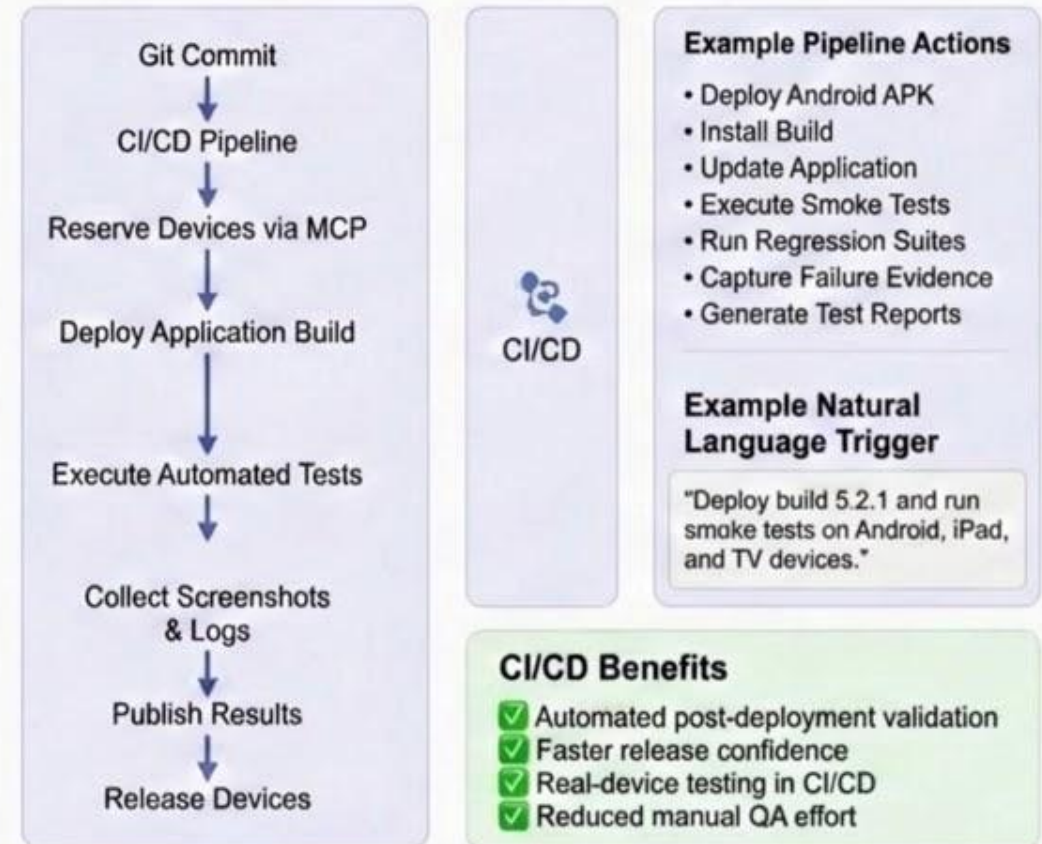 Git Commit
CI/CD Pipeline
Reserve Devices via MCP
Deploy Application Build
Execute Automated Tests
Collect Screenshots
& Logs
Publish Results
Release Devices
CI/CD
Example Pipeline Actions
• Deploy Android APK
• Install Build
• Update Application
• Execute Smoke Tests
• Run Regression Suites
• Capture Failure Evidence
• Generate Test Reports
Example Natural
Language Trigger
"Deploy build 5.2.1 and run
smoke tests on Android, iPad,
and TV devices."
CI/CD Benefits
✅ Automated post-deployment validation
✅ Faster release confidence
✅ Real-device testing in CI/CD
✅ Reduced manual QA effort